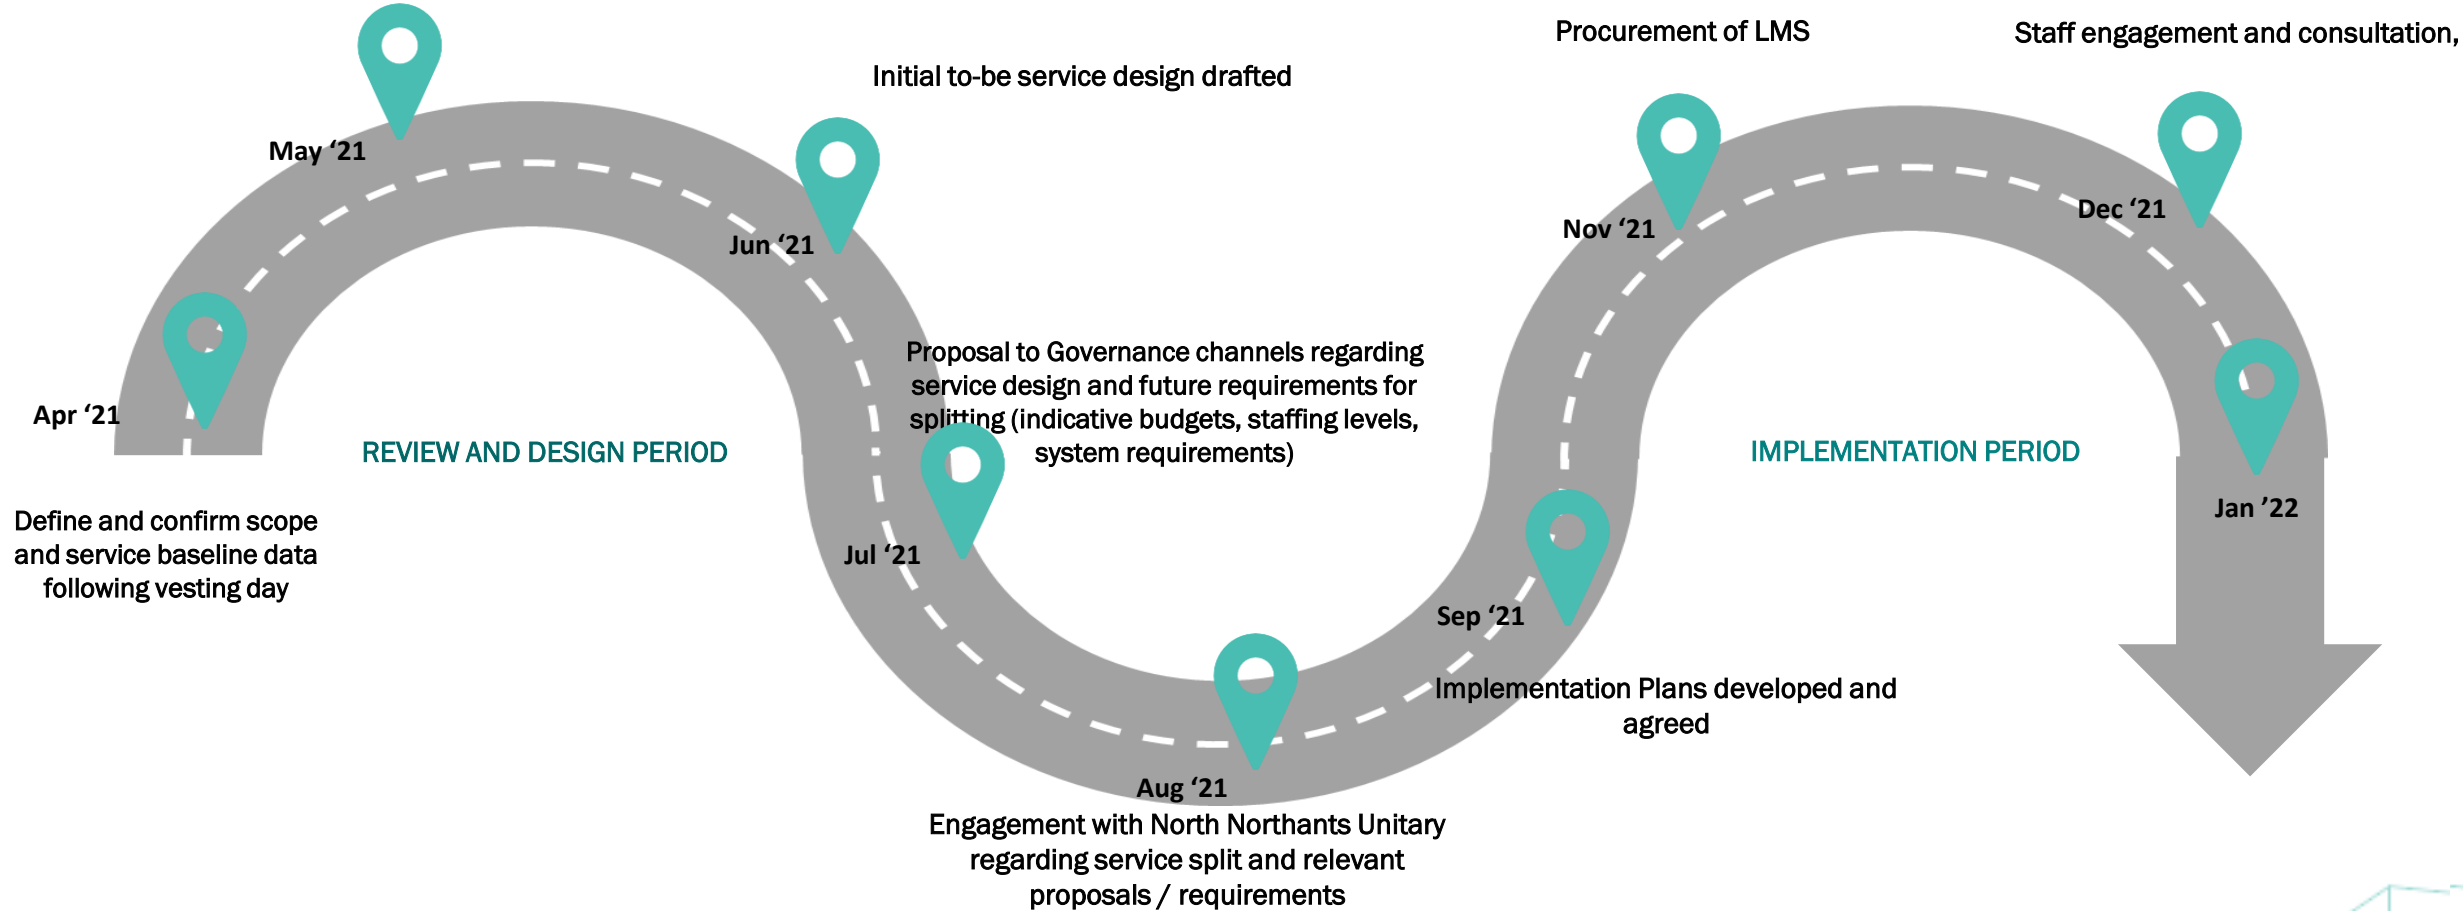 Procurement of LMS
Staff engagement and consultation,
Initial to-be service design drafted
May ‘21
Jun ‘21
Nov ‘21
Dec ‘21
Apr ‘21
REVIEW AND DESIGN PERIOD
Proposal to Governance channels regarding
service design and future requirements for
splitting (indicative budgets, staffing levels,
system requirements)
IMPLEMENTATION PERIOD
Define and confirm scope
and service baseline data
following vesting day
Jul ‘21
Jan ’22
Sep ‘21
Implementation Plans developed and
agreed
Aug ‘21
Engagement with North Northants Unitary
regarding service split and relevant
proposals / requirements